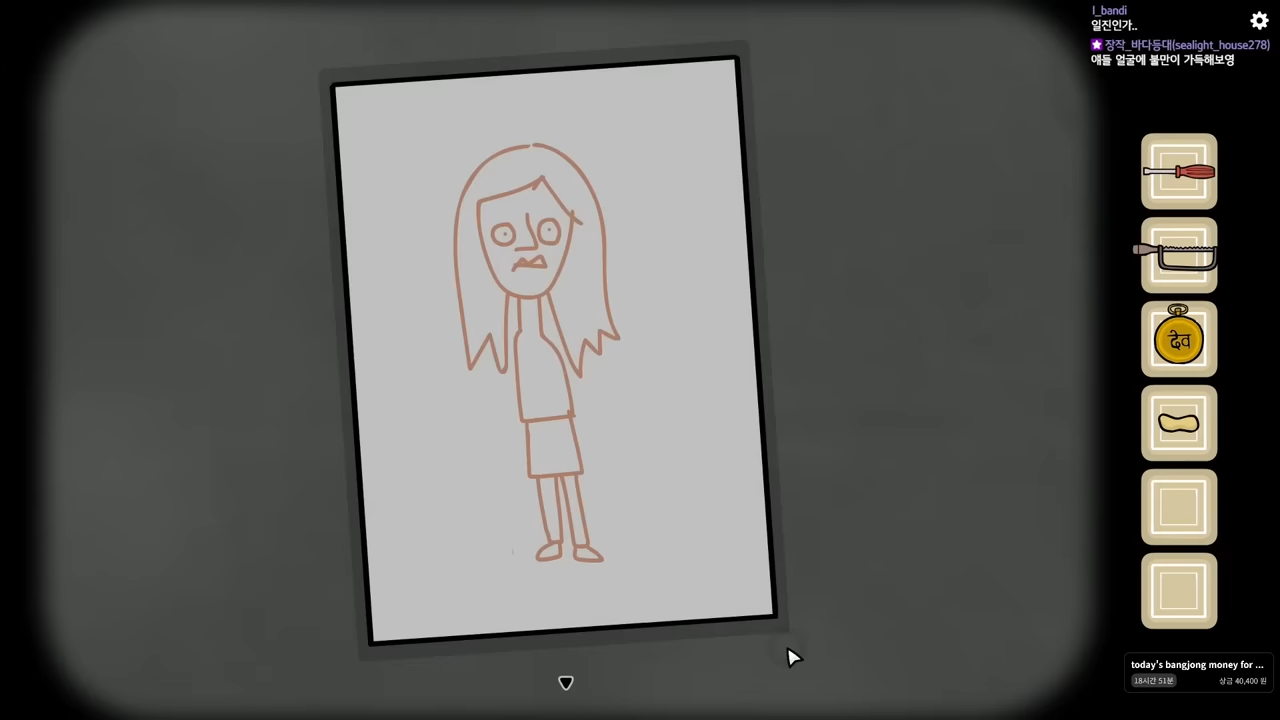 l_bandi
일진인가..
장작_바다등대(sealight_house278)
얘들 얼굴에 불만이 가득해보영
देव
today's bangjong money for ...
18시간 51분
상금 40,400 원